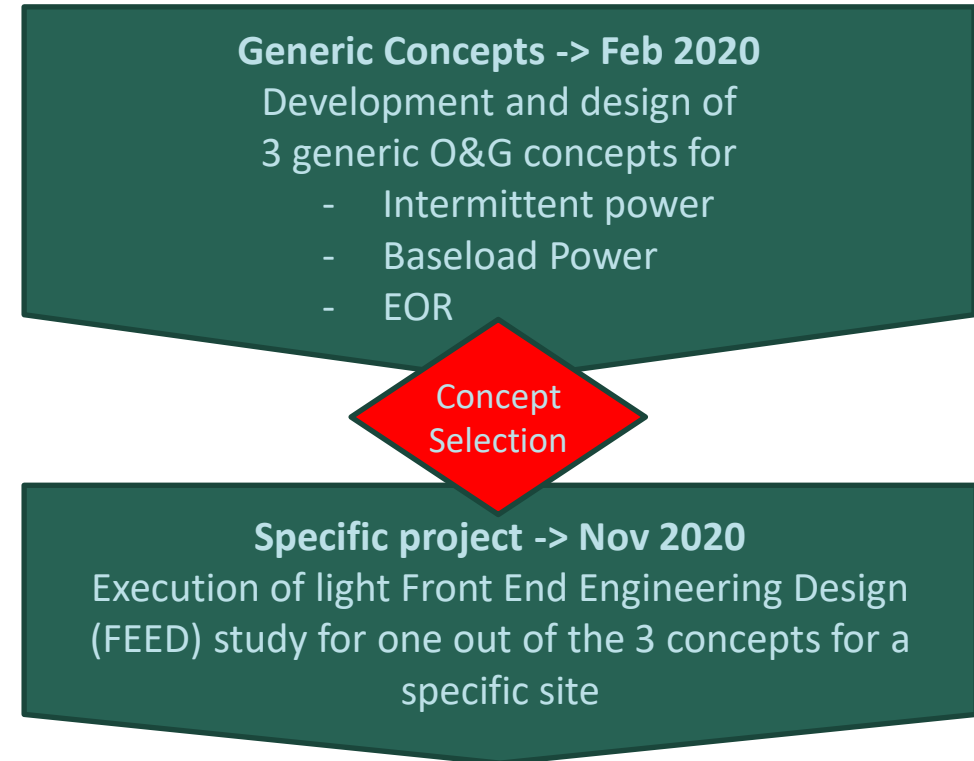 Generic Concepts -> Feb 2020
Development and design of
3 generic O&G concepts for
- Intermittent power
- Baseload Power
- EOR
Concept
Selection
Specific project -> Nov 2020
Execution of light Front End Engineering Design
(FEED) study for one out of the 3 concepts for a
specific site